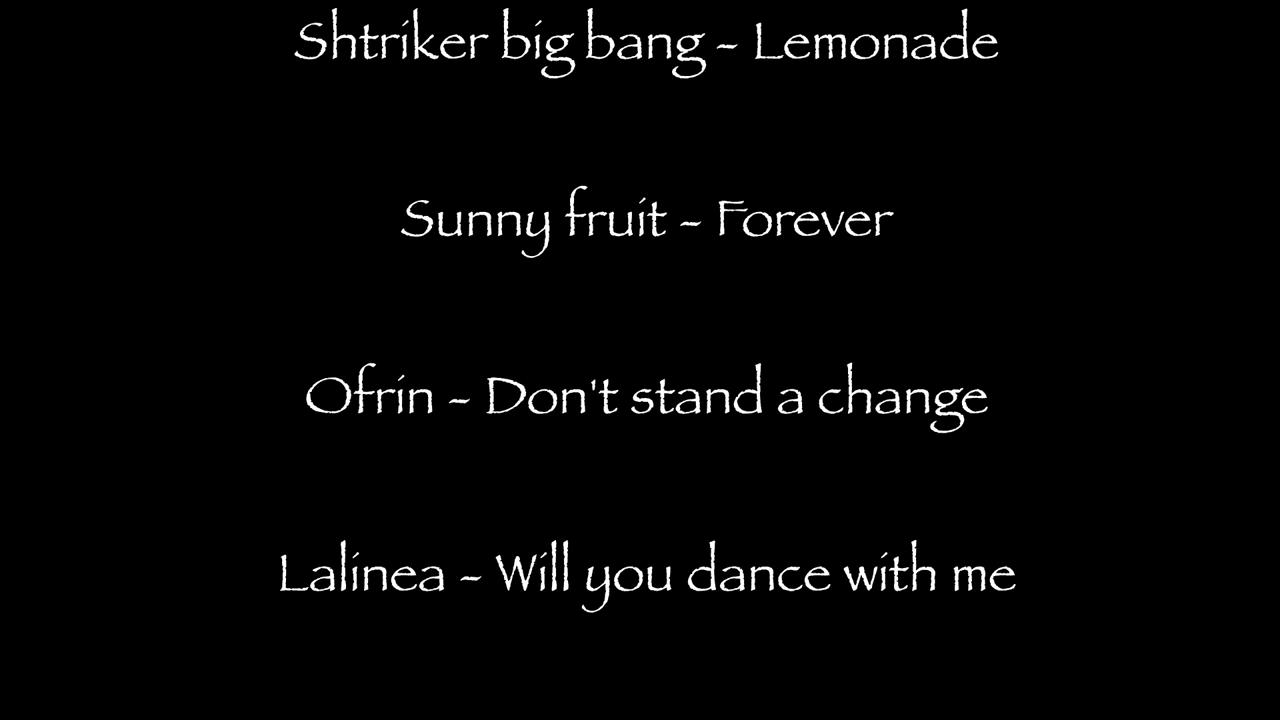 Shtriker big bang - Lemonade
Sunny fruit - Forever
Ofrin - Don't stand a change
Lalinea - Will you dance with me